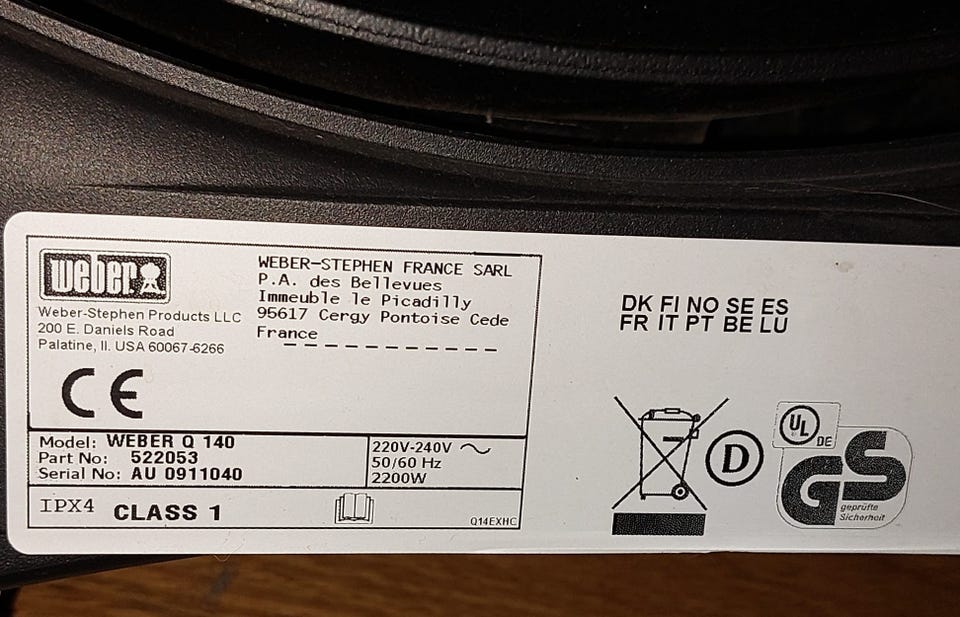 weber
Weber-Stephen Products LLC
200 E. Daniels Road
Palatine, Il. USA 60067-6266
WEBER-STEPHEN FRANCE SARL
P.A. des Bellevues
Immeuble le Picadilly
95617 Cergy Pontoise Cede
France
CE
Model: WEBER Q 140
Part No: 522053
Serial No: AU 0911040
220V-240V
50/60 Hz
2200W
IPX4 CLASS 1
Q14EXHC
DK FI NO SE ES
FR IT PT BE LU
D
UL
DE
GS
geprüfte
Sicherheit